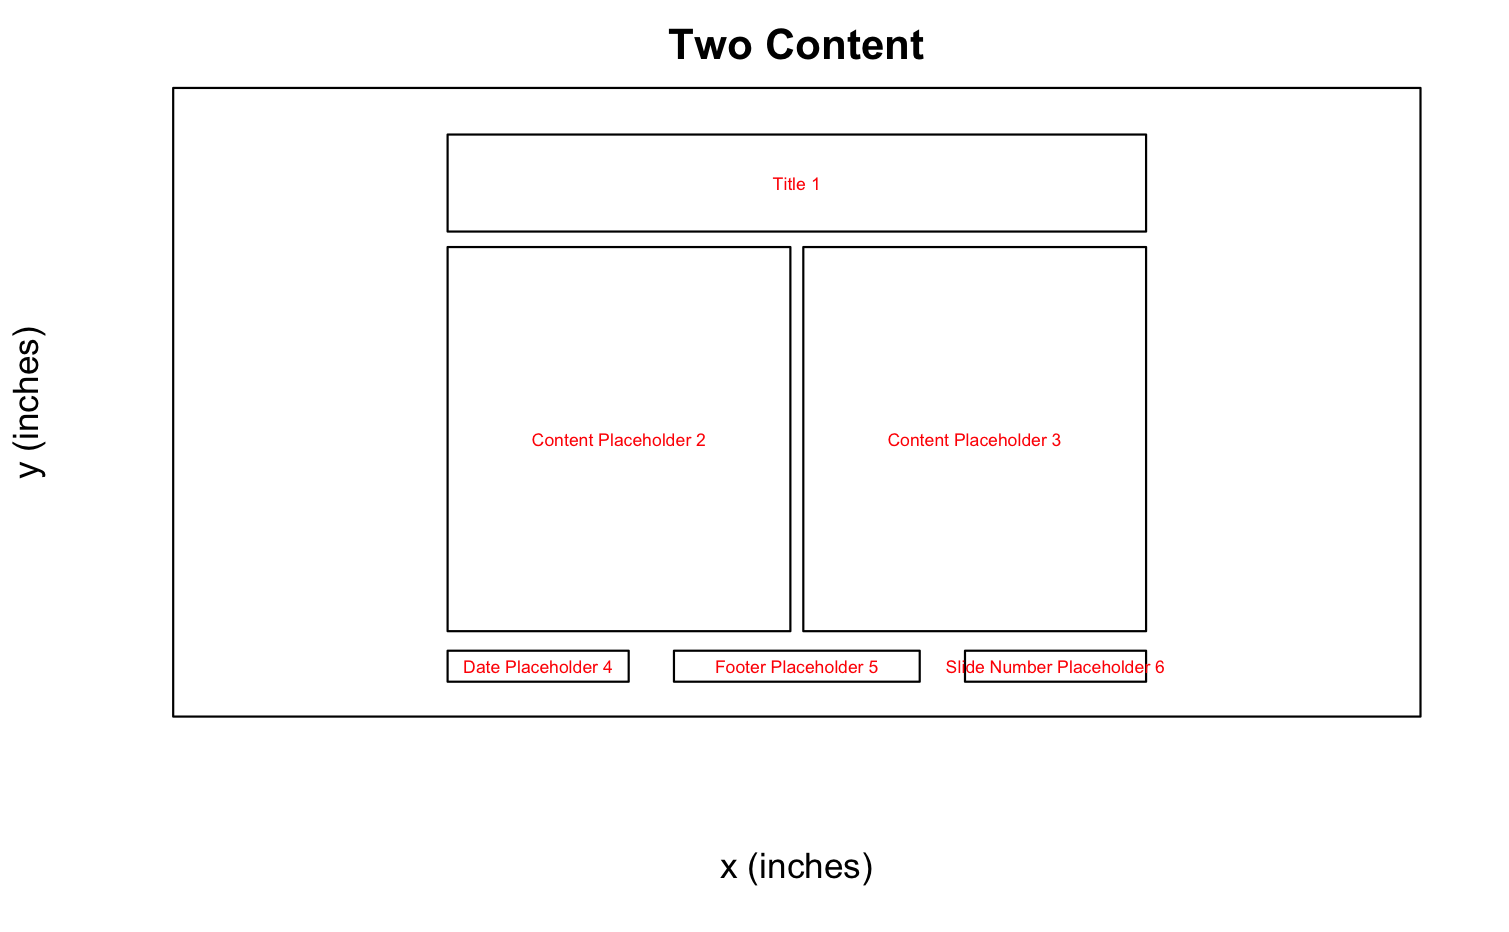 Two Content
Title 1
Content Placeholder 2
Content Placeholder 3
Date Placeholder 4
Footer Placeholder 5
Slide Number Placeholder 6
y (inches)
x (inches)